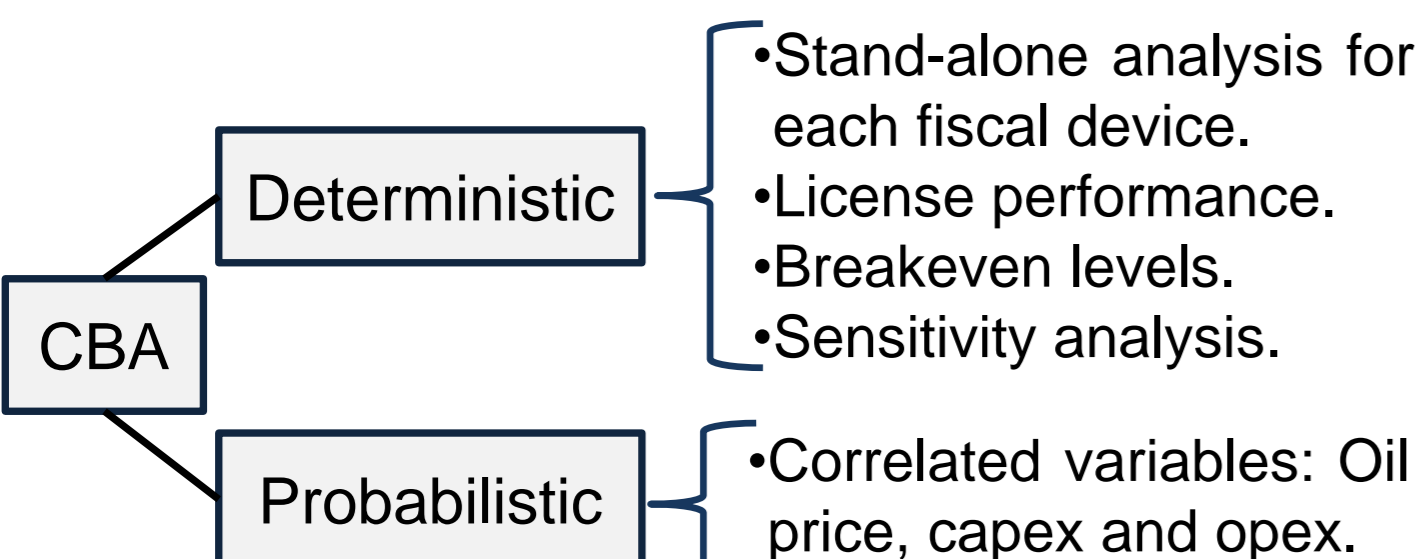 •Stand-alone analysis for
each fiscal device.
•License performance.
•Breakeven levels.
•Sensitivity analysis.
Deterministic
CBA
Probabilistic
•Correlated variables: Oil
price, capex and opex.